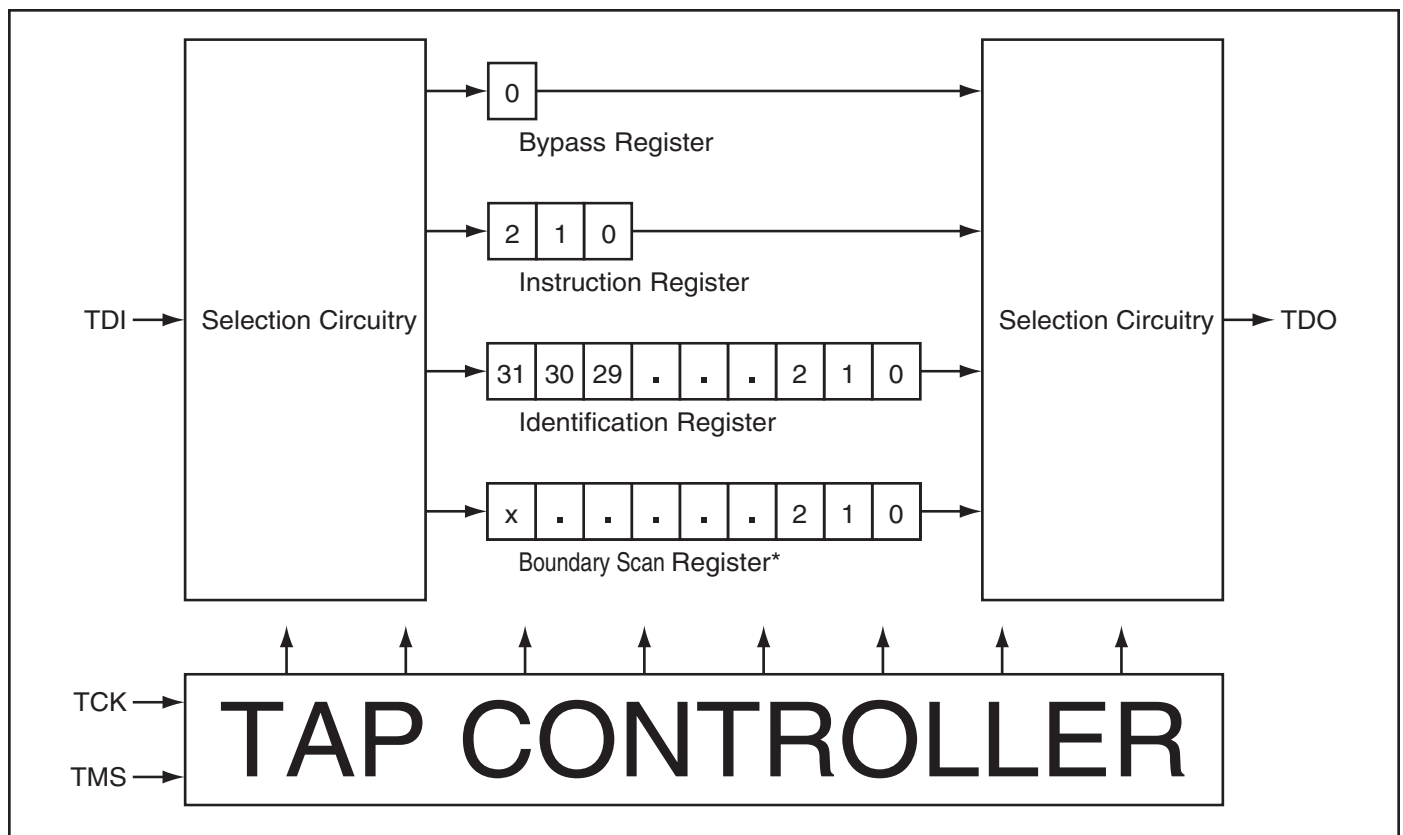 0
Bypass Register
2 1 0
Instruction Register
TDI
Selection Circuitry
Selection Circuitry
TDO
31 30 29 . . . 2 1 0
Identification Register
x . . . . . 2 1 0
Boundary Scan Register*
TCK
TMS
TAP CONTROLLER